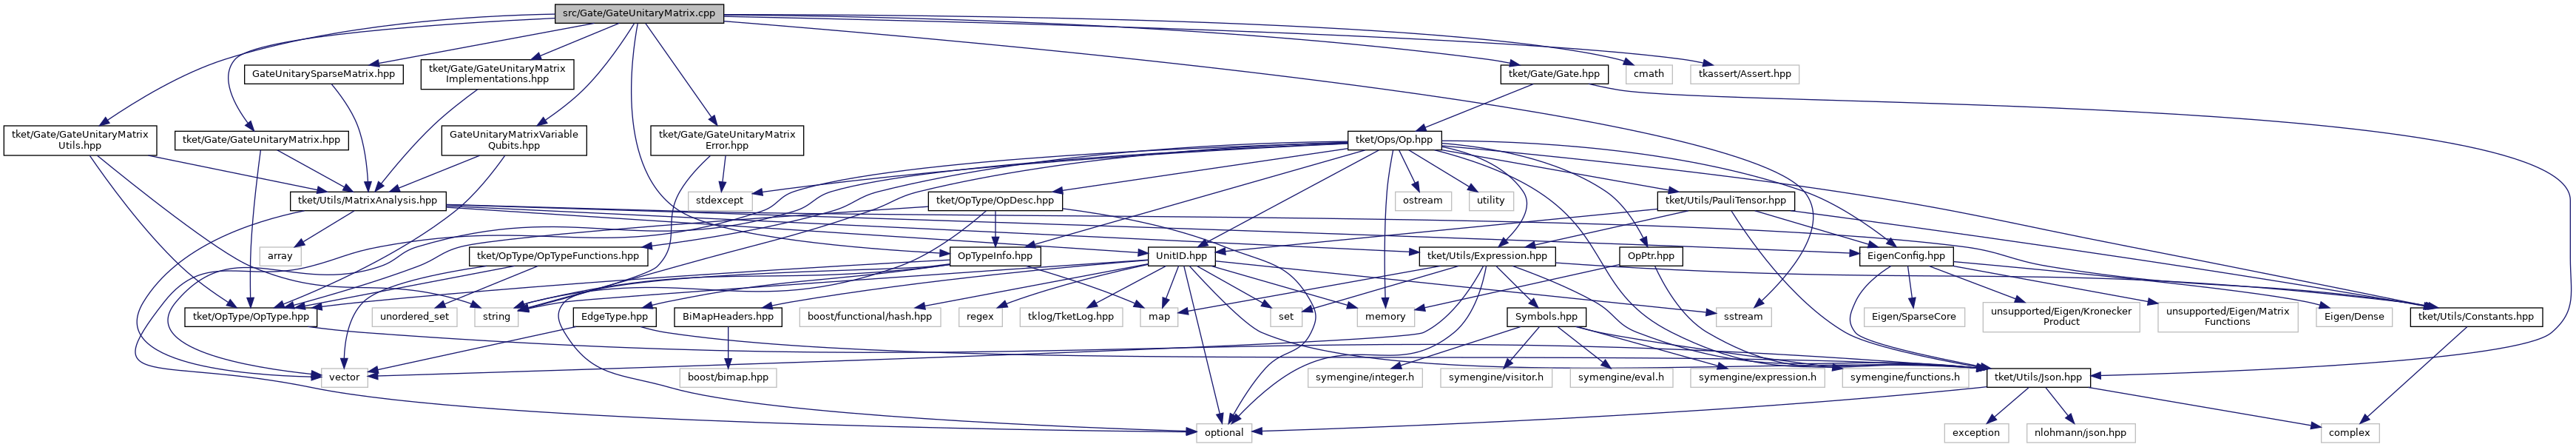 src/Gate/GateUnitaryMatrix.cpp
GateUnitarySparseMatrix.hpp
tket/Gate/GateUnitaryMatrix
Implementations.hpp
tket/Gate/Gate.hpp
cmath
tkassert/Assert.hpp
tket/Gate/GateUnitaryMatrix
Utils.hpp
tket/Gate/GateUnitaryMatrix.hpp
GateUnitaryMatrixVariable
Qubits.hpp
tket/Gate/GateUnitaryMatrix
Error.hpp
tket/Ops/Op.hpp
tket/Utils/MatrixAnalysis.hpp
stdexcept
tket/OpType/OpDesc.hpp
ostream
utility
tket/Utils/PauliTensor.hpp
array
tket/OpType/OpTypeFunctions.hpp
OpTypeInfo.hpp
UnitID.hpp
tket/Utils/Expression.hpp
OpPtr.hpp
EigenConfig.hpp
tket/OpType/OpType.hpp
unordered_set
string
EdgeType.hpp
BiMapHeaders.hpp
boost/functional/hash.hpp
regex
tklog/TketLog.hpp
map
set
memory
Symbols.hpp
sstream
Eigen/SparseCore
unsupported/Eigen/Kronecker
Product
unsupported/Eigen/Matrix
Functions
Eigen/Dense
tket/Utils/Constants.hpp
vector
boost/bimap.hpp
symengine/integer.h
symengine/visitor.h
symengine/eval.h
symengine/expression.h
symengine/functions.h
tket/Utils/Json.hpp
optional
exception
nlohmann/json.hpp
complex